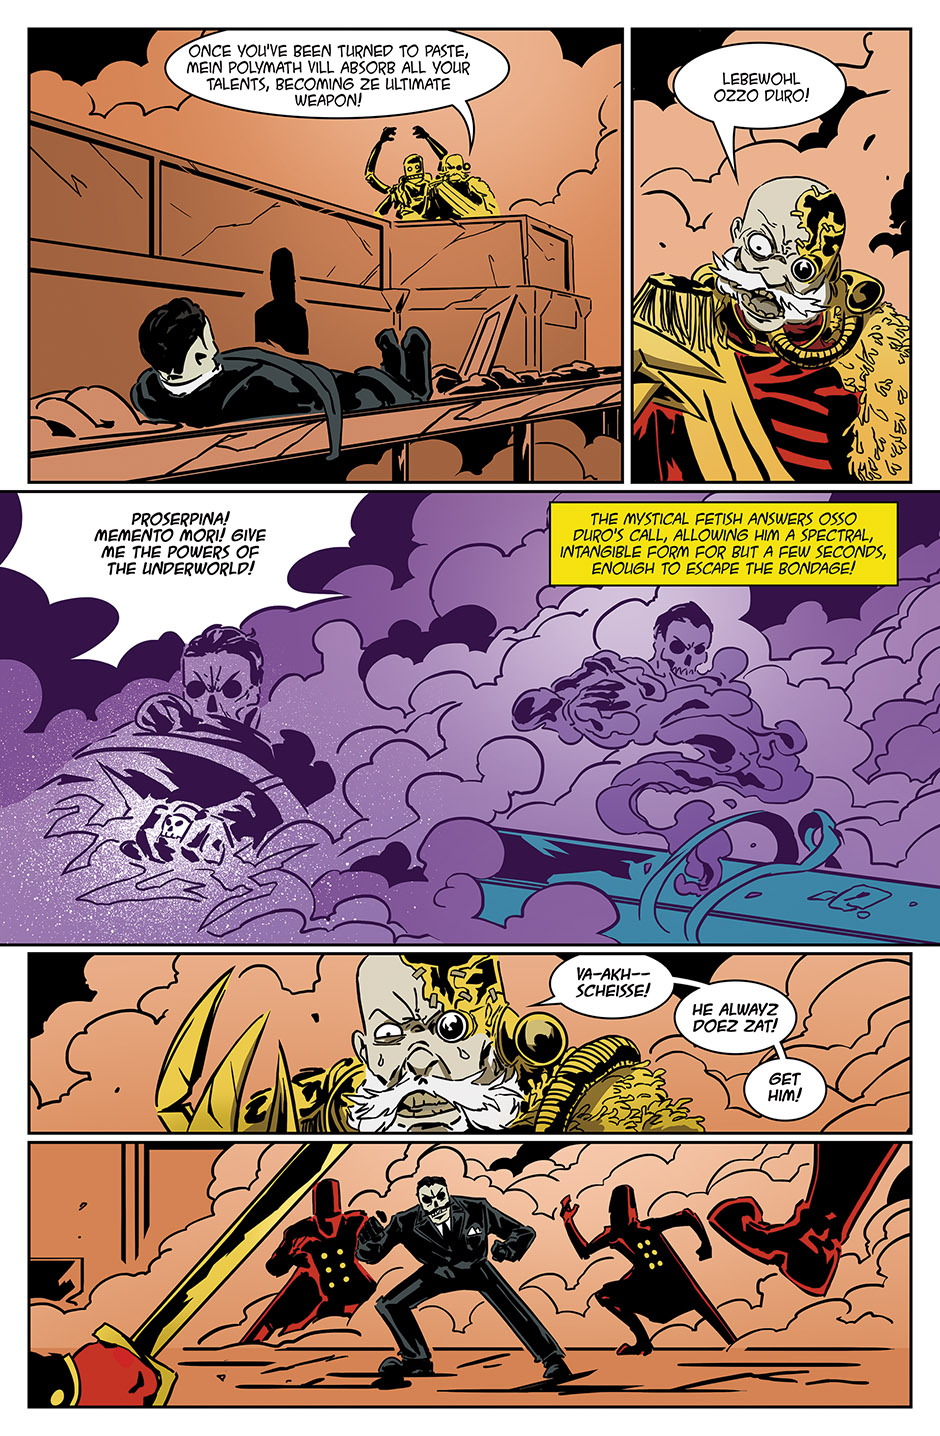 ONCE YOU'VE BEEN TURNED TO PASTE,
MEIN POLYMATH VILL ABSORB ALL YOUR
TALENTS, BECOMING ZE ULTIMATE
WEAPON!
LEBEWOHL
OZZO DURO!
PROSERPINA!
MEMENTO MORI! GIVE
ME THE POWERS OF
THE UNDERWORLD!
THE MYSTICAL FETISH ANSWERS OSSO
DURO'S CALL, ALLOWING HIM A SPECTRAL,
INTANGIBLE FORM FOR BUT A FEW SECONDS,
ENOUGH TO ESCAPE THE BONDAGE!
VA-AKH--
SCHEISSE!
HE ALWAYZ
DOEZ ZAT!
GET
HIM!